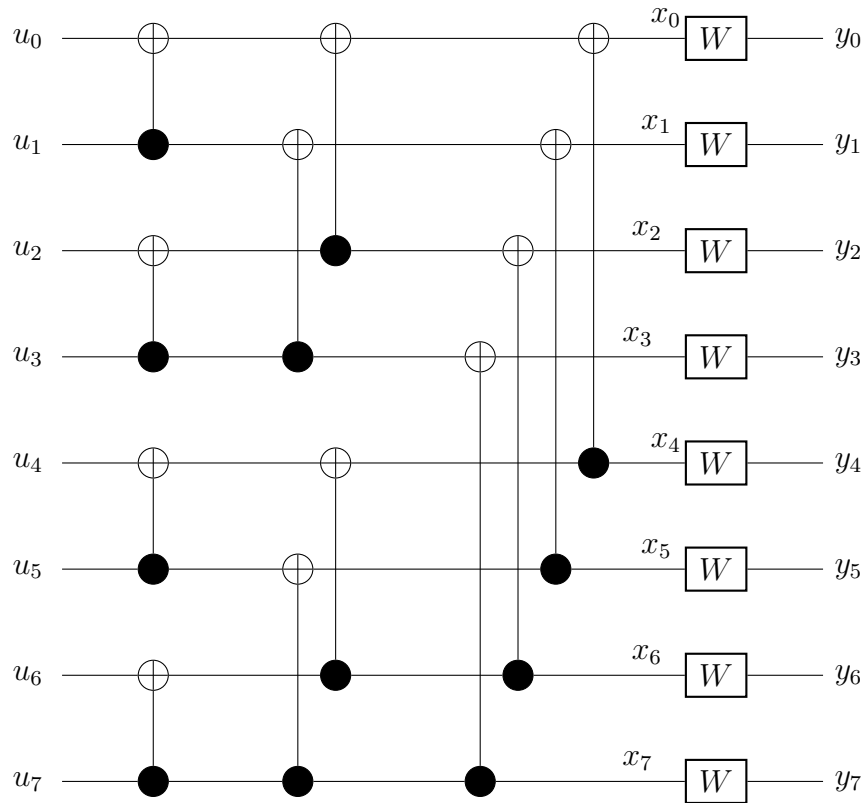 u₀ x₀ W y₀
u₁ x₁ W y₁
u₂ x₂ W y₂
u₃ x₃ W y₃
u₄ x₄ W y₄
u₅ x₅ W y₅
u₆ x₆ W y₆
u₇ x₇ W y₇